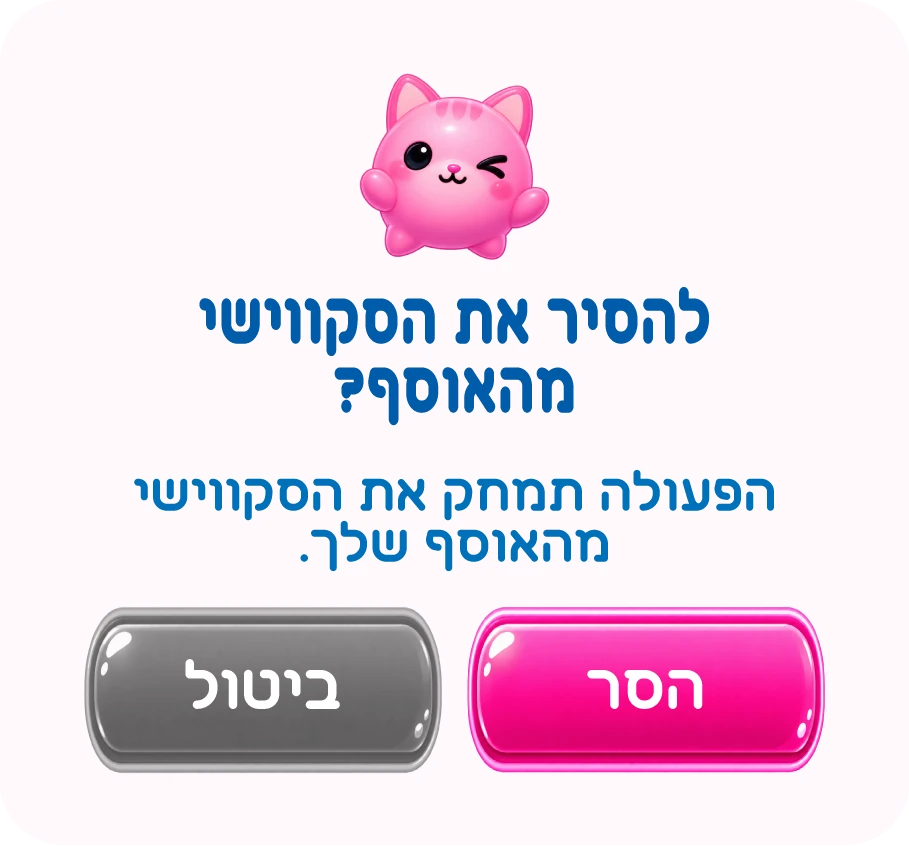 להסיר את הסקווישי
מהאוסף?
הפעולה תמחק את הסקווישי
מהאוסף שלך.
הסר
ביטול